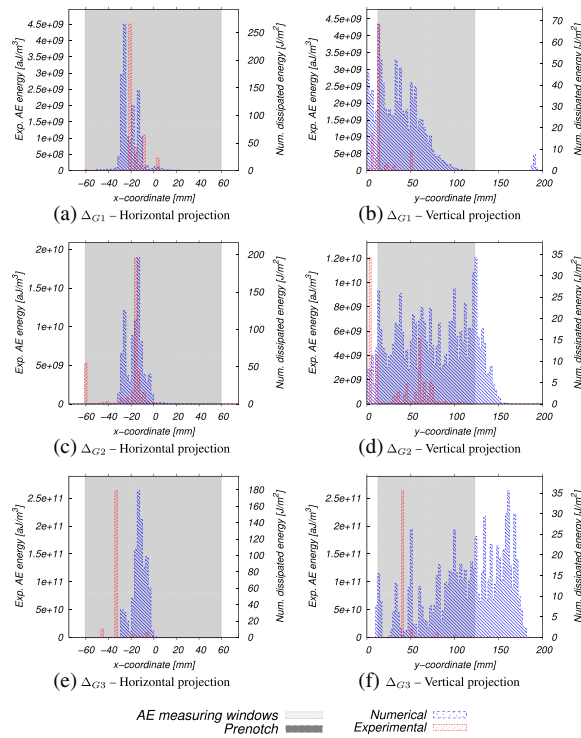 4.5e+09
4e+09
3.5e+09
3e+09
2.5e+09
2e+09
1.5e+09
1e+09
5e+08
0
Exp. AE energy [aJ/m³]
250
200
150
100
50
0
Num. dissipated energy [J/m²]
−60 −40 −20 0 20 40 60
x−coordinate [mm]
(a) Δ_G1 – Horizontal projection
4.5e+09
4e+09
3.5e+09
3e+09
2.5e+09
2e+09
1.5e+09
1e+09
5e+08
0
Exp. AE energy [aJ/m³]
70
60
50
40
30
20
10
0
Num. dissipated energy [J/m²]
0 50 100 150 200
y−coordinate [mm]
(b) Δ_G1 – Vertical projection
2e+10
1.5e+10
1e+10
5e+09
0
Exp. AE energy [aJ/m³]
200
150
100
50
0
Num. dissipated energy [J/m²]
−60 −40 −20 0 20 40 60
x−coordinate [mm]
(c) Δ_G2 – Horizontal projection
1.2e+10
1e+10
8e+09
6e+09
4e+09
2e+09
0
Exp. AE energy [aJ/m³]
35
30
25
20
15
10
5
0
Num. dissipated energy [J/m²]
0 50 100 150 200
y−coordinate [mm]
(d) Δ_G2 – Vertical projection
2.5e+11
2e+11
1.5e+11
1e+11
5e+10
0
Exp. AE energy [aJ/m³]
180
160
140
120
100
80
60
40
20
0
Num. dissipated energy [J/m²]
−60 −40 −20 0 20 40 60
x−coordinate [mm]
(e) Δ_G3 – Horizontal projection
2.5e+11
2e+11
1.5e+11
1e+11
5e+10
0
Exp. AE energy [aJ/m³]
35
30
25
20
15
10
5
0
Num. dissipated energy [J/m²]
0 50 100 150 200
y−coordinate [mm]
(f) Δ_G3 – Vertical projection
AE measuring windows
Prenotch
Numerical
Experimental